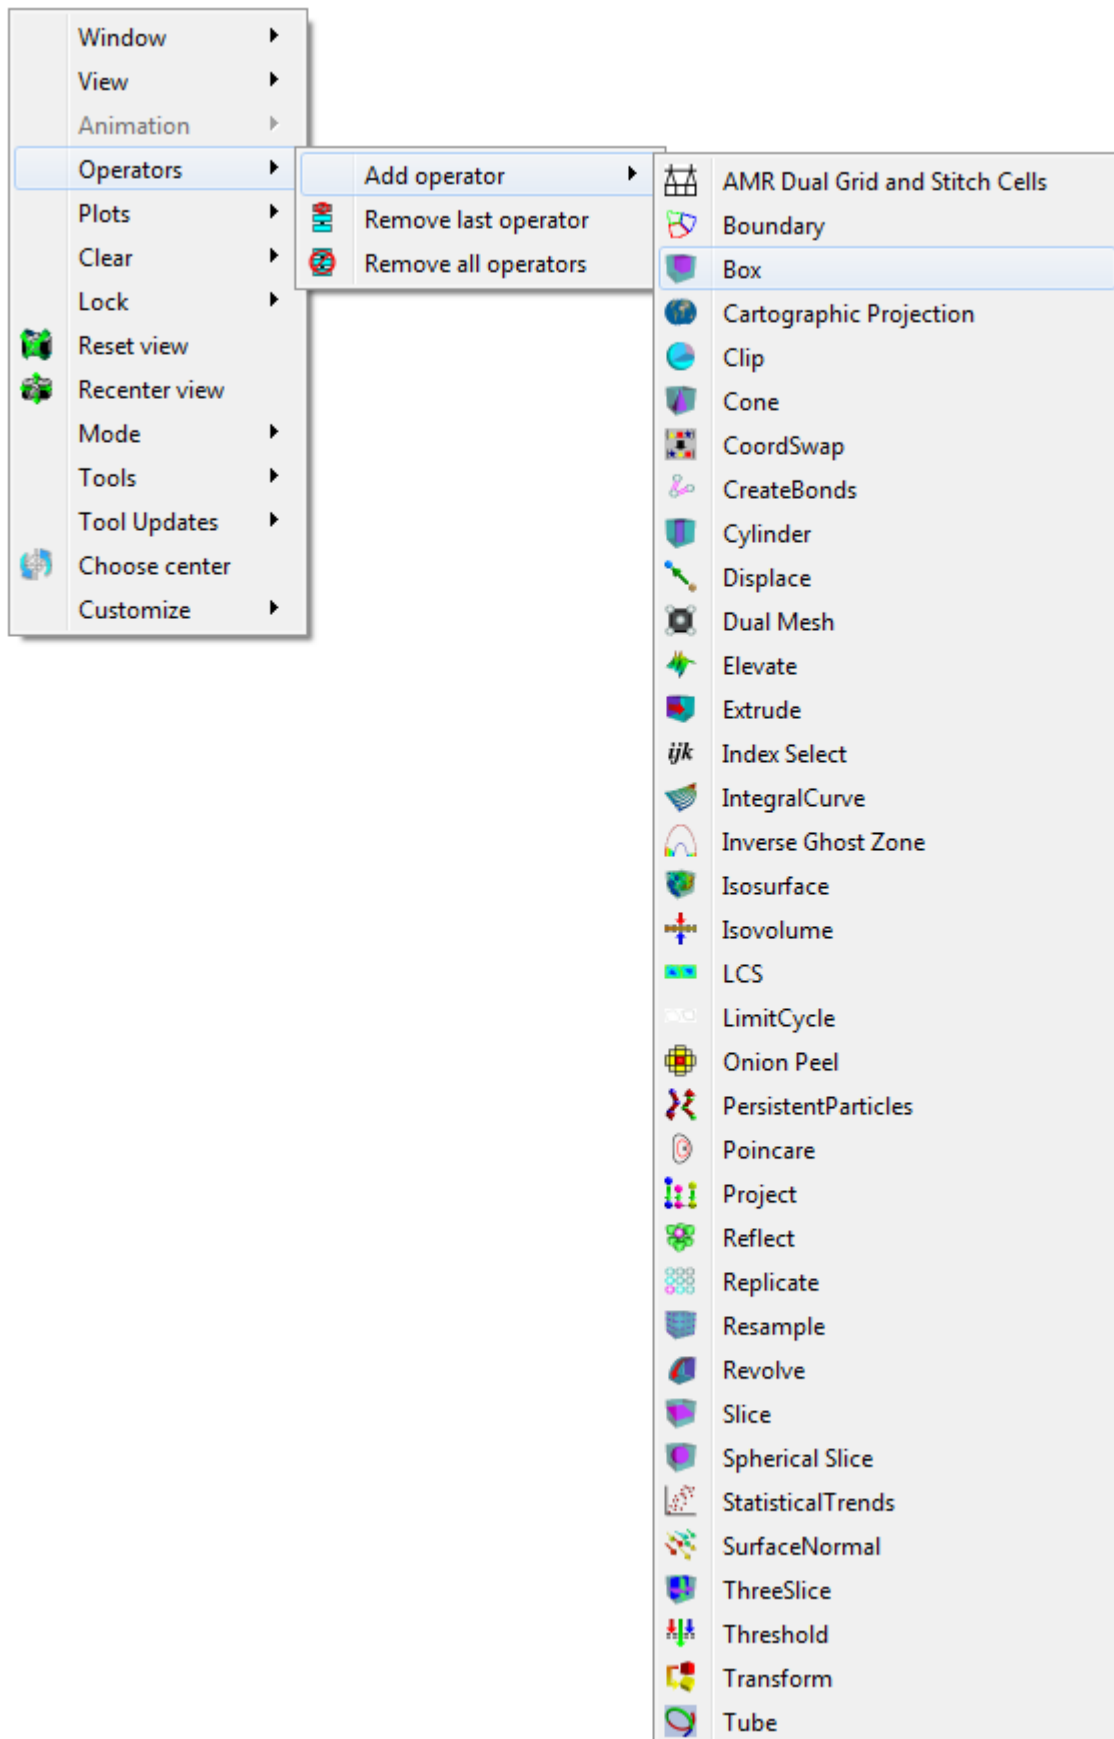 Window
View
Animation
Operators
Plots
Clear
Lock
Reset view
Recenter view
Mode
Tools
Tool Updates
Choose center
Customize
Add operator
Remove last operator
Remove all operators
AMR Dual Grid and Stitch Cells
Boundary
Box
Cartographic Projection
Clip
Cone
CoordSwap
CreateBonds
Cylinder
Displace
Dual Mesh
Elevate
Extrude
ijk Index Select
IntegralCurve
Inverse Ghost Zone
Isosurface
Isovolume
LCS
LimitCycle
Onion Peel
PersistentParticles
Poincare
Project
Reflect
Replicate
Resample
Revolve
Slice
Spherical Slice
StatisticalTrends
SurfaceNormal
ThreeSlice
Threshold
Transform
Tube